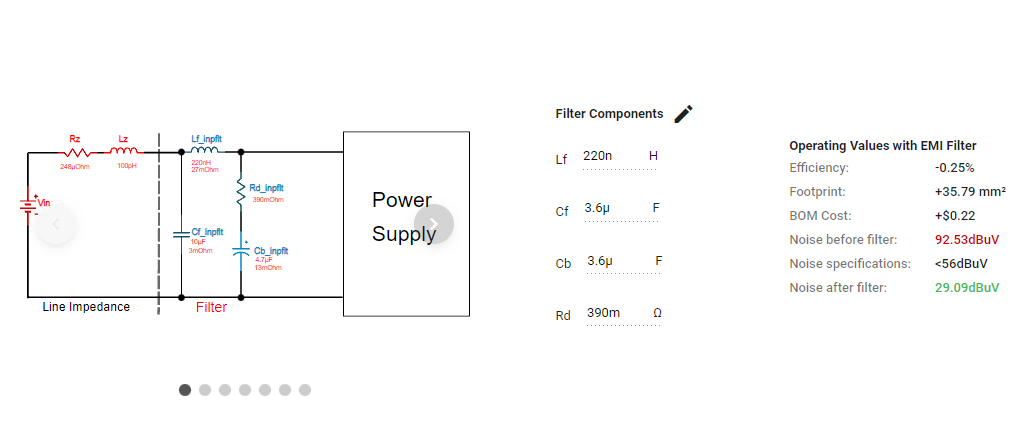 Rz
248µOhm
Lz
100pH
Lf_inpflt
220nH
27mOhm
Vin
Rd_inpflt
390mOhm
Cf_inpflt
10µF
3mOhm
Cb_inpflt
4.7µF
13mOhm
Line Impedance
Filter
Power
Supply
Filter Components
Lf 220n H
Cf 3.6µ F
Cb 3.6µ F
Rd 390m Ω
Operating Values with EMI Filter
Efficiency: -0.25%
Footprint: +35.79 mm²
BOM Cost: +$0.22
Noise before filter: 92.53dBuV
Noise specifications: <56dBuV
Noise after filter: 29.09dBuV